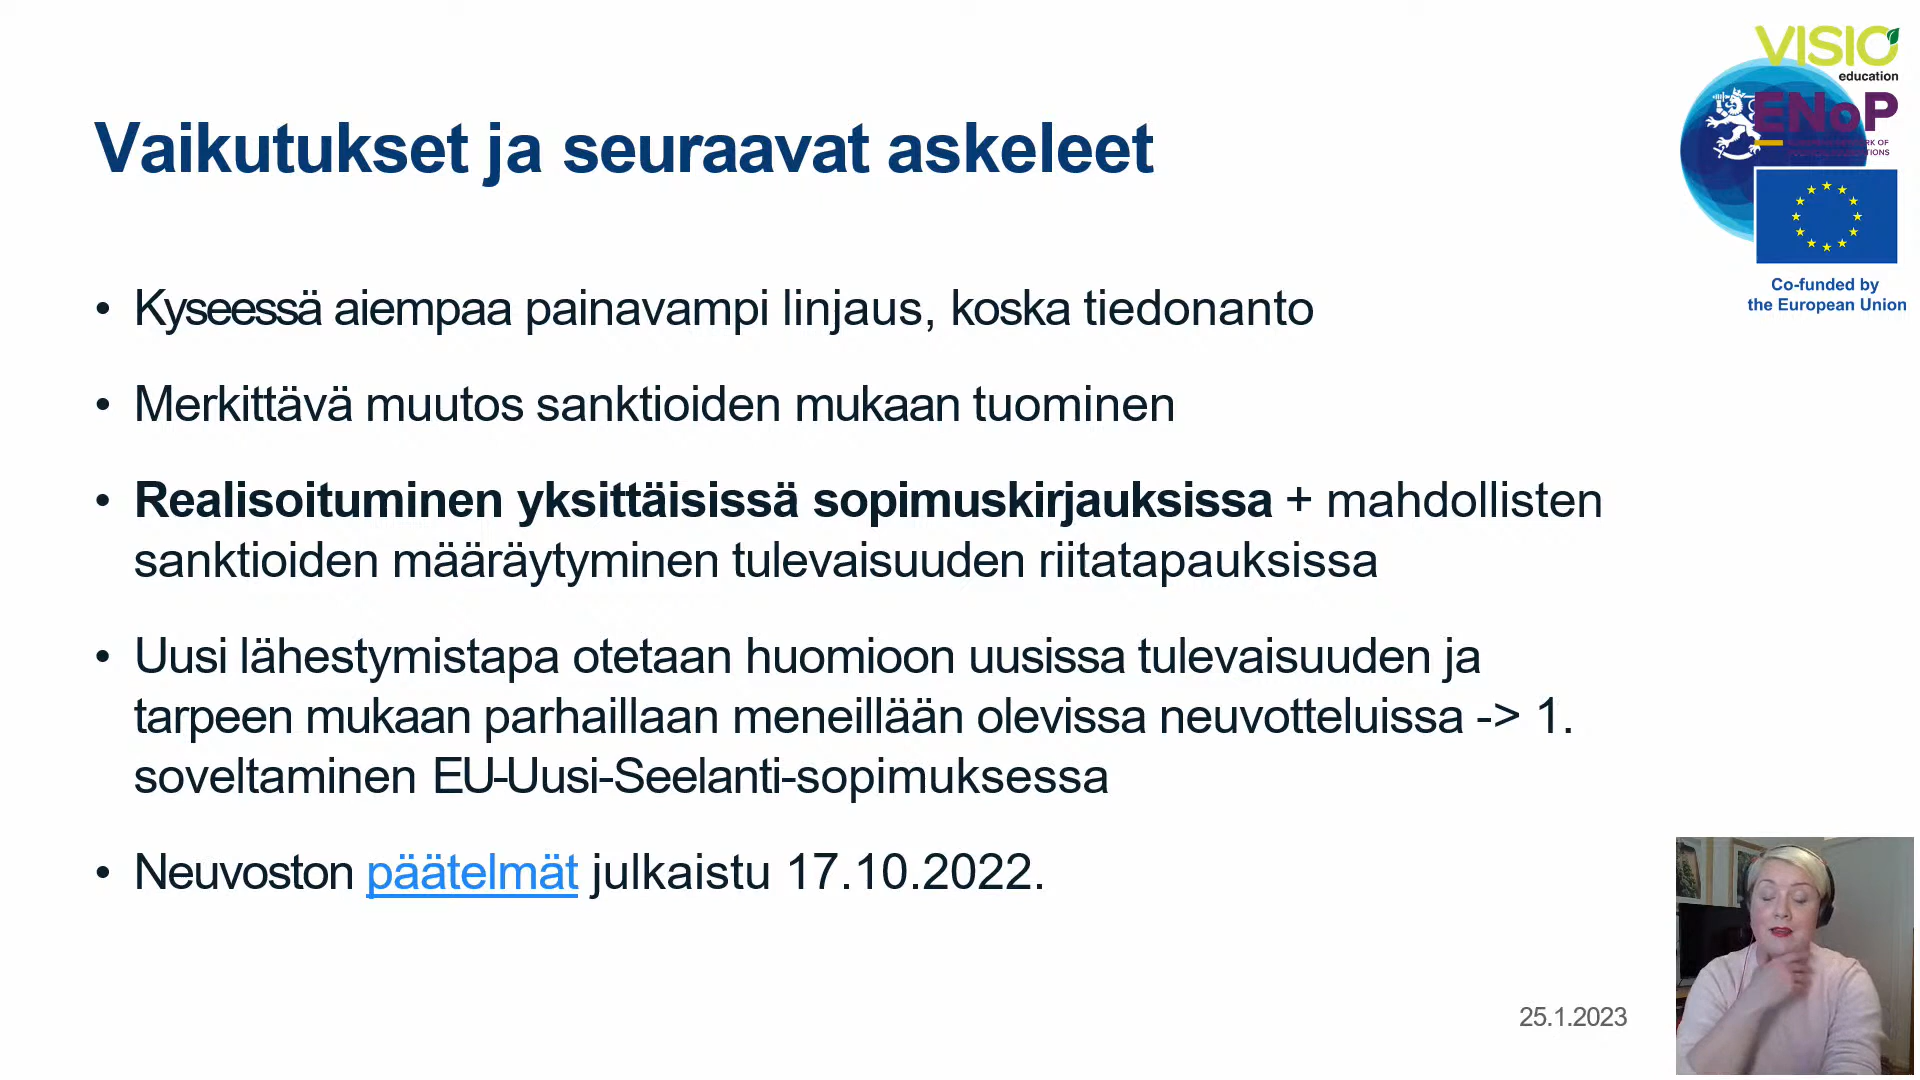 VISIO
education
ENoP
Vaikutukset ja seuraavat askeleet
Co-funded by
the European Union
• Kyseessä aiempaa painavampi linjaus, koska tiedonanto
• Merkittävä muutos sanktioiden mukaan tuominen
• Realisoituminen yksittäisissä sopimuskirjauksissa + mahdollisten
sanktioiden määräytyminen tulevaisuuden riitatapauksissa
• Uusi lähestymistapa otetaan huomioon uusissa tulevaisuuden ja
tarpeen mukaan parhaillaan meneillään olevissa neuvotteluissa -> 1.
soveltaminen EU-Uusi-Seelanti-sopimuksessa
• Neuvoston päätelmät julkaistu 17.10.2022.
25.1.2023